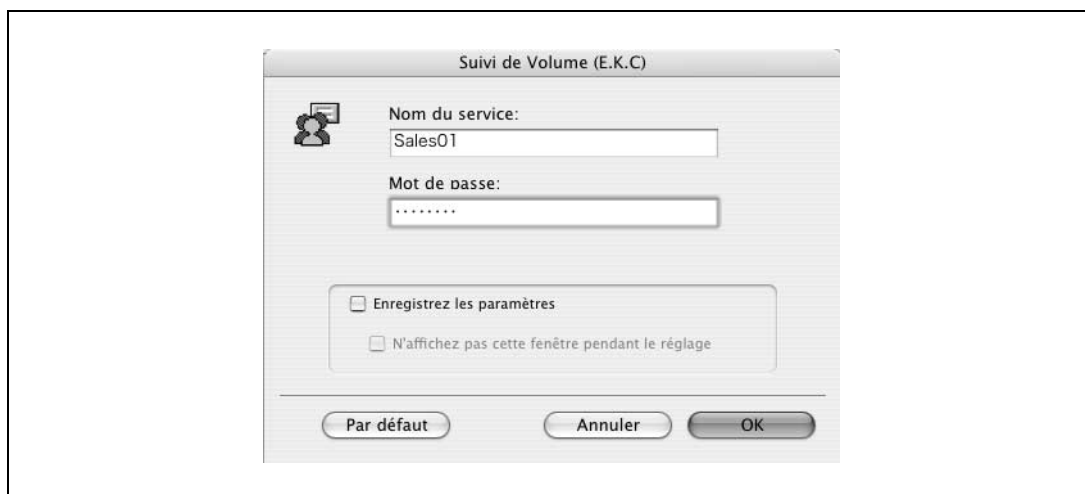 Suivi de Volume (E.K.C)
Nom du service:
Sales01
Mot de passe:
········
Enregistrez les paramètres
N'affichez pas cette fenêtre pendant le réglage
Par défaut
Annuler
OK